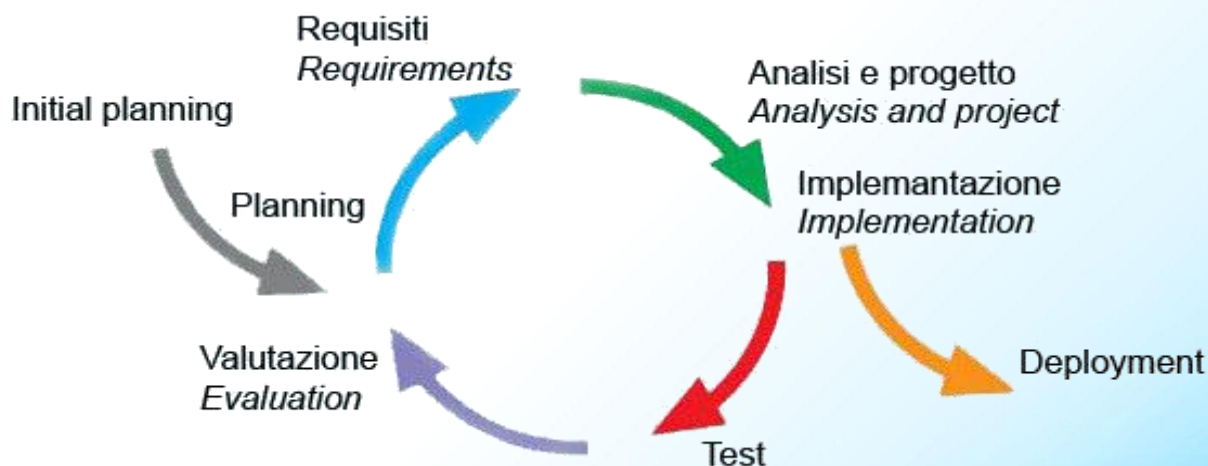 Requisiti
Requirements
Initial planning
Planning
Analisi e progetto
Analysis and project
Implemantazione
Implementation
Deployment
Valutazione
Evaluation
Test